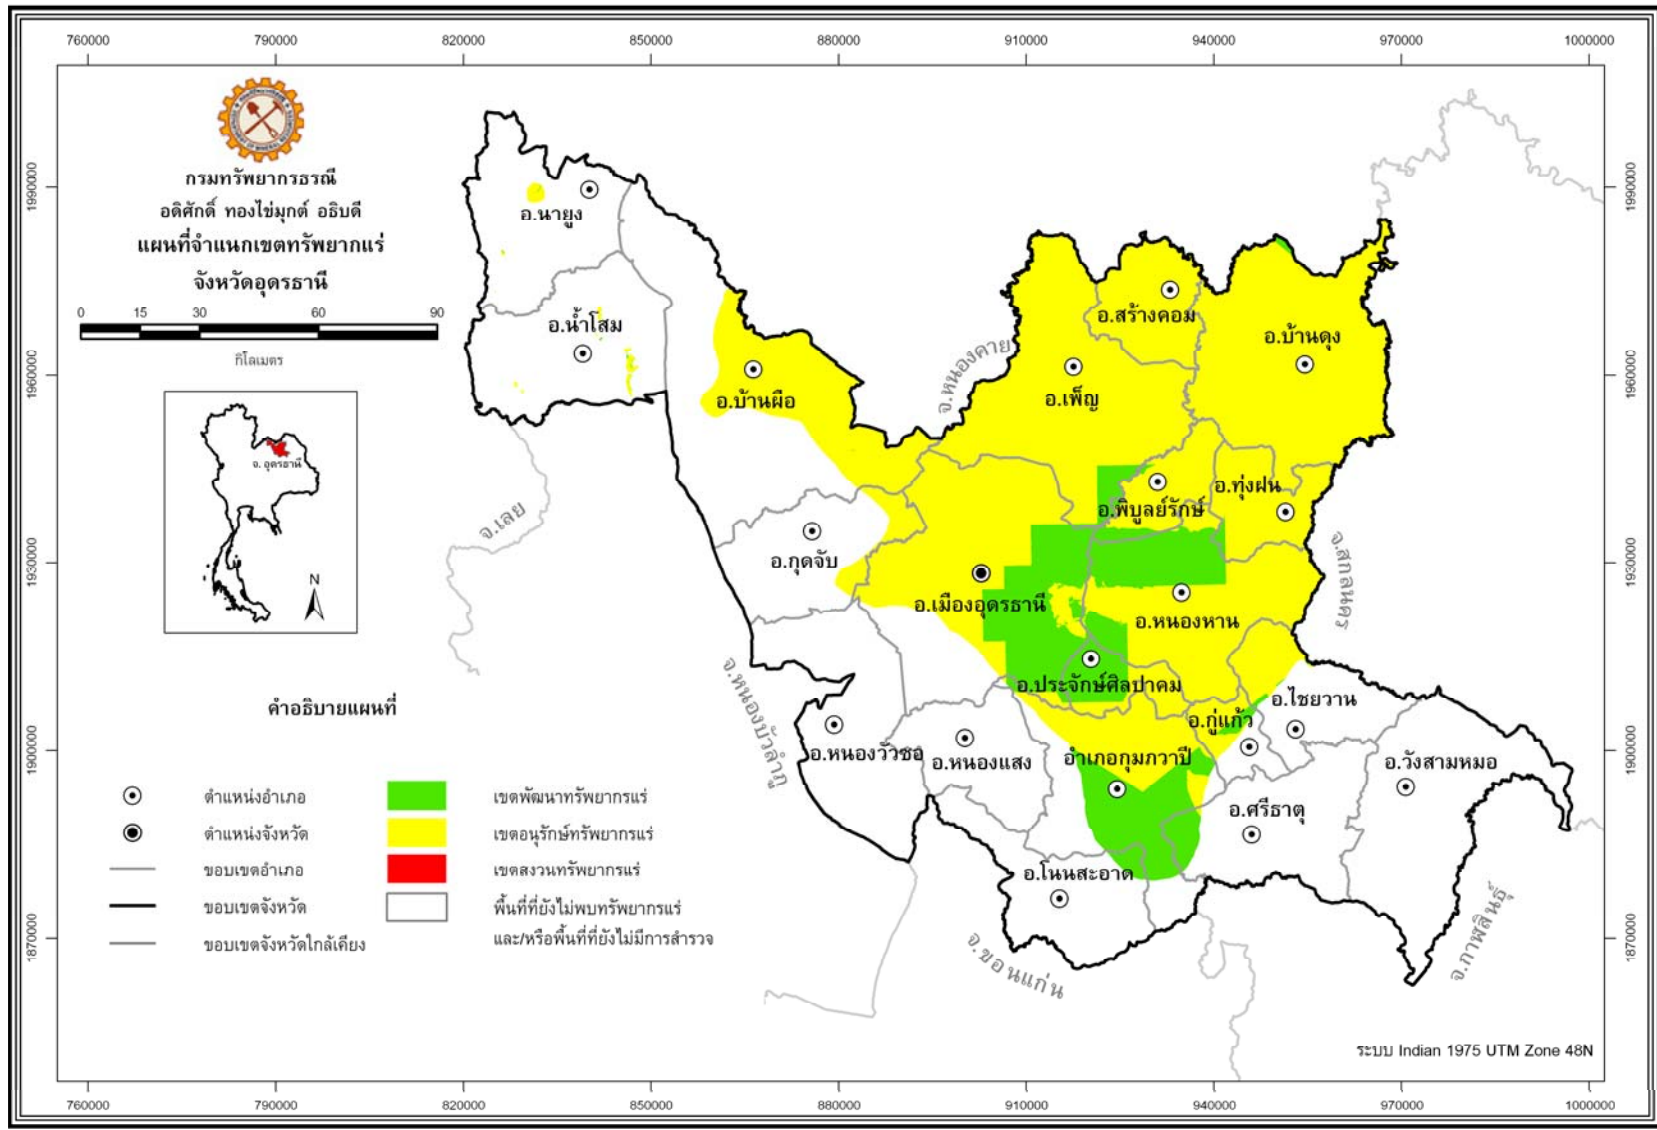 760000 790000 820000 850000 880000 910000 940000 970000 1000000
1990000
1960000
1930000
1900000
1870000
1990000
1960000
1930000
1900000
1870000
กรมทรัพยากรธรณี
อดิศักดิ์ ทองไข่มุกต์ อธิบดี
แผนที่จำแนกเขตทรัพยากแร่
จังหวัดอุดรธานี
0 15 30 60 90
กิโลเมตร
จ. อุดรธานี
N
อ.นายูง
อ.น้ำโสม
อ.บ้านผือ
อ.สร้างคอม
อ.บ้านดุง
อ.เพ็ญ
จ.หนองคาย
อ.ทุ่งฝน
อ.พิบูลย์รักษ์
จ.เลย
อ.กุดจับ
จ.สกลนคร
อ.เมืองอุดรธานี
อ.หนองหาน
อ.ประจักษ์ศิลปาคม
อ.ไชยวาน
อ.กู่แก้ว
จ.หนองบัวลำภู
อ.หนองวัวซอ
อ.หนองแสง
อำเภอกุมภวาปี
อ.วังสามหมอ
อ.ศรีธาตุ
อ.โนนสะอาด
จ.ขอนแก่น
จ.กาฬสินธุ์
คำอธิบายแผนที่
ตำแหน่งอำเภอ
ตำแหน่งจังหวัด
ขอบเขตอำเภอ
ขอบเขตจังหวัด
ขอบเขตจังหวัดใกล้เคียง
เขตพัฒนาทรัพยากรแร่
เขตอนุรักษ์ทรัพยากรแร่
เขตสงวนทรัพยากรแร่
พื้นที่ที่ยังไม่พบทรัพยากรแร่
และ/หรือพื้นที่ที่ยังไม่มีการสำรวจ
ระบบ Indian 1975 UTM Zone 48N
760000 790000 820000 850000 880000 910000 940000 970000 1000000